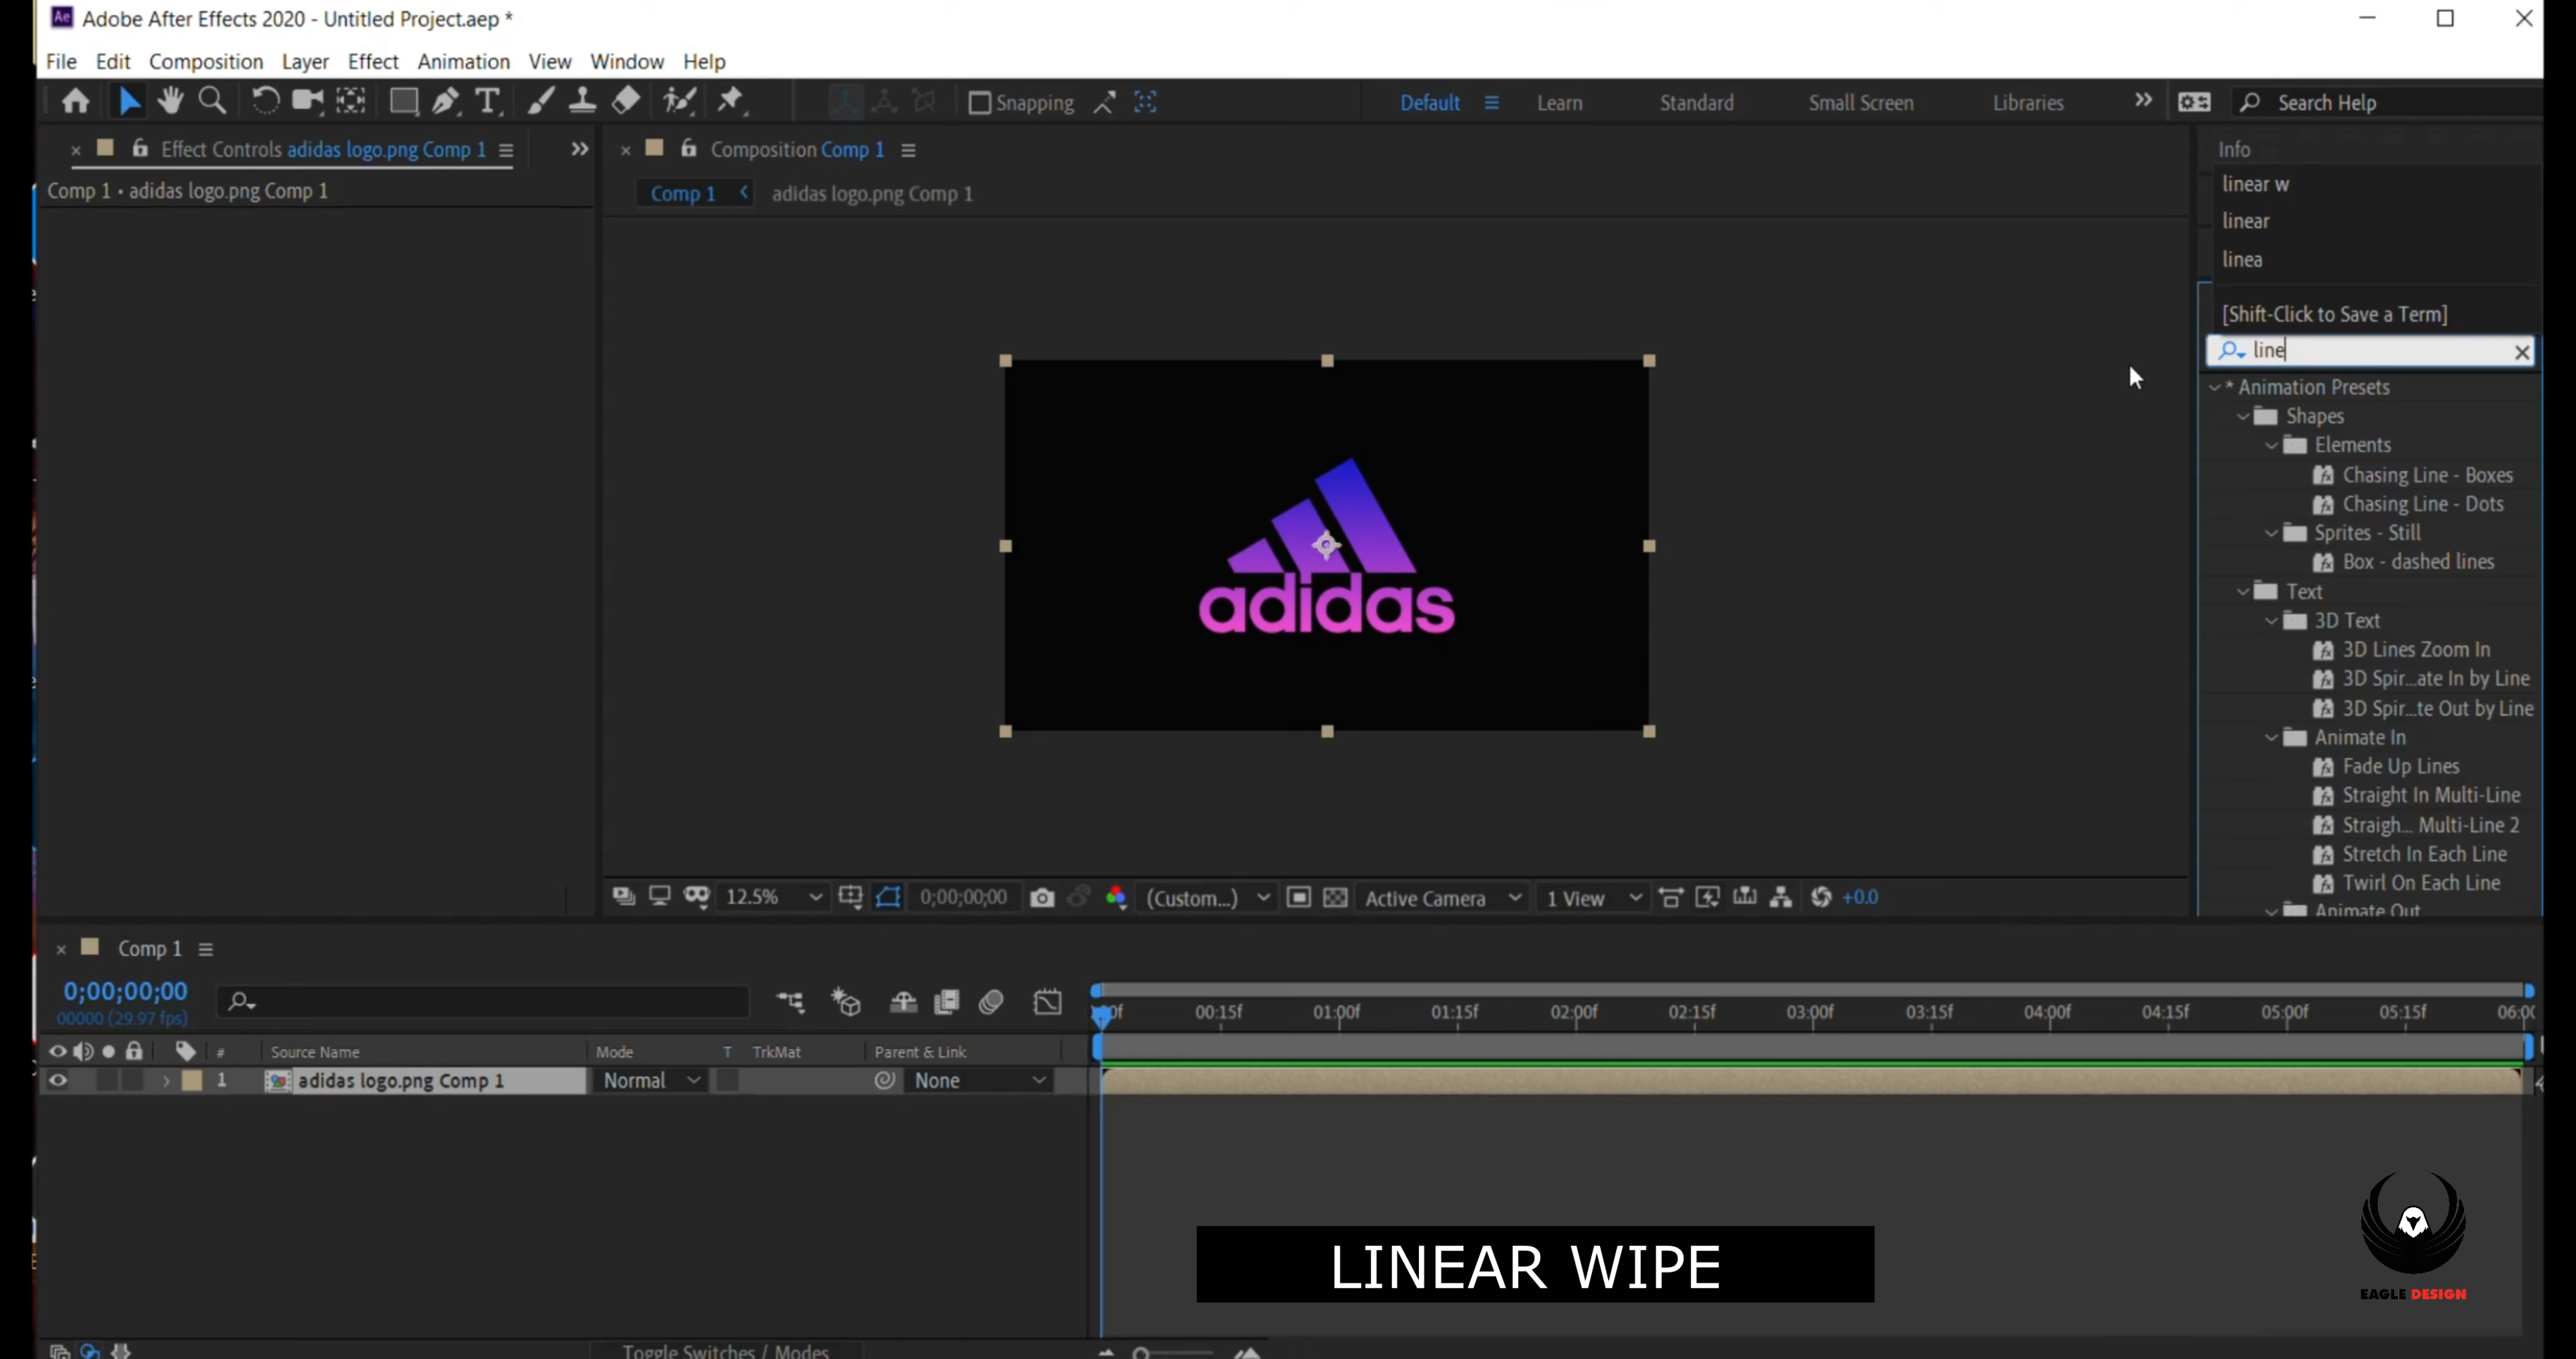 Ae Adobe After Effects 2020 - Untitled Project.aep *
File Edit Composition Layer Effect Animation View Window Help
Snapping Default Learn Standard Small Screen Libraries Search Help
Effect Controls adidas logo.png Comp 1
Composition Comp 1
Info
Comp 1 • adidas logo.png Comp 1
Comp 1 adidas logo.png Comp 1
linear w
linear
linea
[Shift-Click to Save a Term]
line
* Animation Presets
Shapes
Elements
Chasing Line - Boxes
Chasing Line - Dots
Sprites - Still
Box - dashed lines
Text
3D Text
3D Lines Zoom In
3D Spir...ate In by Line
3D Spir...te Out by Line
Animate In
Fade Up Lines
Straight In Multi-Line
Straigh... Multi-Line 2
Stretch In Each Line
Twirl On Each Line
Animate Out
adidas
12.5% 0;00;00;00 (Custom...) Active Camera 1 View +0.0
Comp 1
0;00;00;00
00000 (29.97 fps)
00:15f 01:00f 01:15f 02:00f 02:15f 03:00f 03:15f 04:00f 04:15f 05:00f 05:15f
# Source Name Mode T TrkMat Parent & Link
1 adidas logo.png Comp 1 Normal None
LINEAR WIPE
EAGLE DESIGN
Toggle Switches / Modes